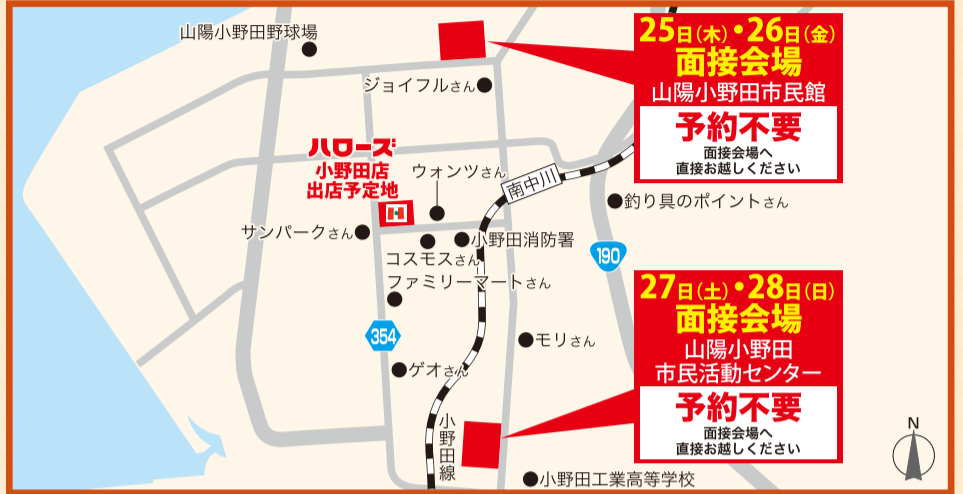 山陽小野田野球場
ジョイフルさん
25日(木)・26日(金)
面接会場
山陽小野田市民館
予約不要
面接会場へ
直接お越しください
ハローズ
小野田店
出店予定地
ウォンツさん
南中川
釣り具のポイントさん
サンパークさん
小野田消防署
コスモスさん
ファミリーマートさん
190
354
モリさん
ゲオさん
27日(土)・28日(日)
面接会場
山陽小野田
市民活動センター
予約不要
面接会場へ
直接お越しください
小野田線
小野田工業高等学校
N